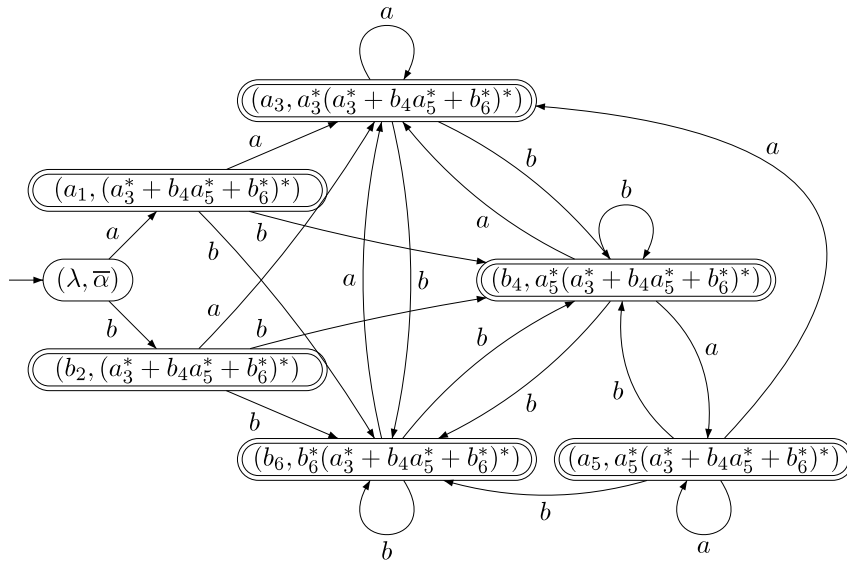 a
(a₃, a₃*(a₃* + b₄a₅* + b₆*)*)
a
b
a
(a₁, (a₃* + b₄a₅* + b₆*)*)
a
b
b
a
b
(λ, α̅)
a
b
(b₄, a₅*(a₃* + b₄a₅* + b₆*)*)
b
a
b
b
a
(b₂, (a₃* + b₄a₅* + b₆*)*)
b
b
b
(b₆, b₆*(a₃* + b₄a₅* + b₆*)*)
(a₅, a₅*(a₃* + b₄a₅* + b₆*)*)
b
b
a